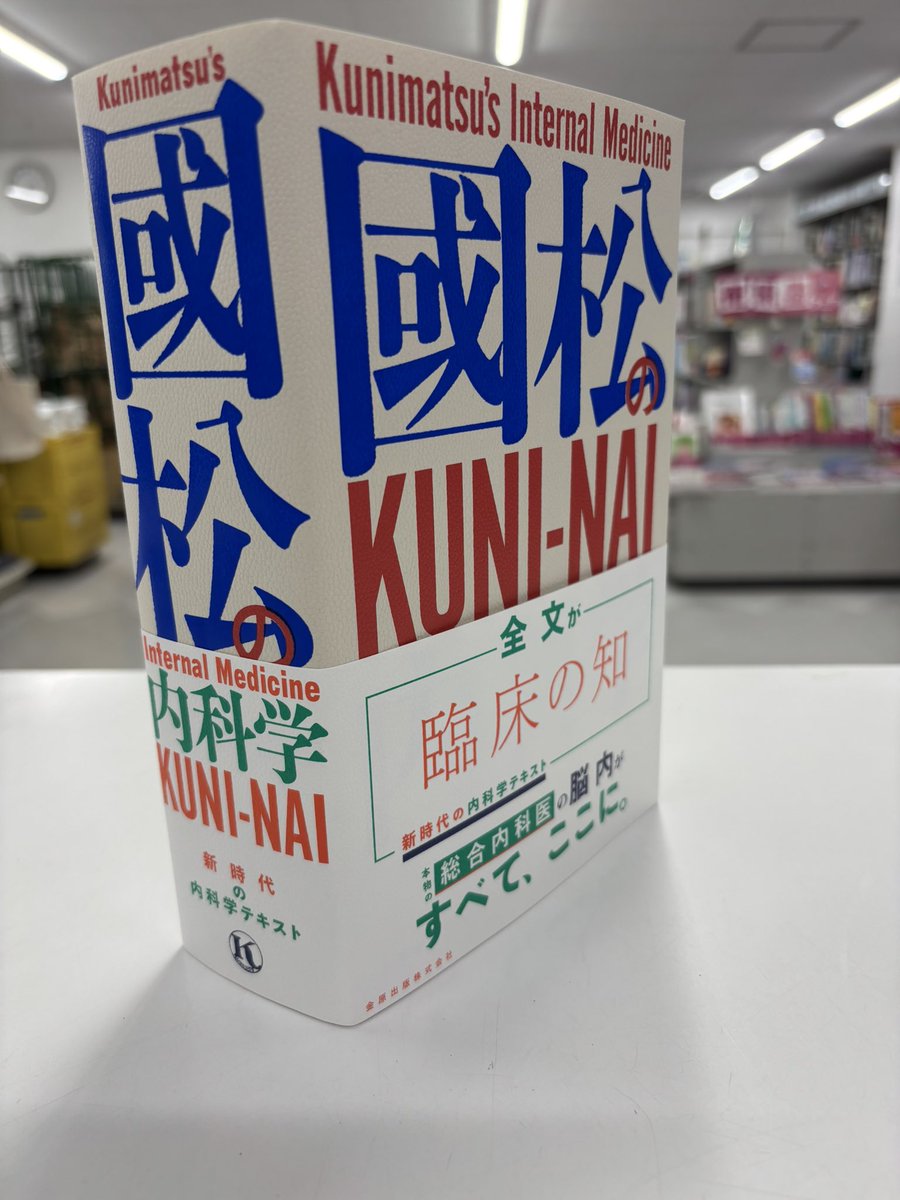 Kunimatsu's
國松の
Internal Medicine
内科学
KUNI-NAI
新時代
の
内科学テキスト
K
Kunimatsu's Internal Medicine
國松の
KUNI-NAI
全文が
臨床の知
新時代の内科学テキスト
本物の総合内科医の脳内が
すべて、ここに。
金原出版株式会社